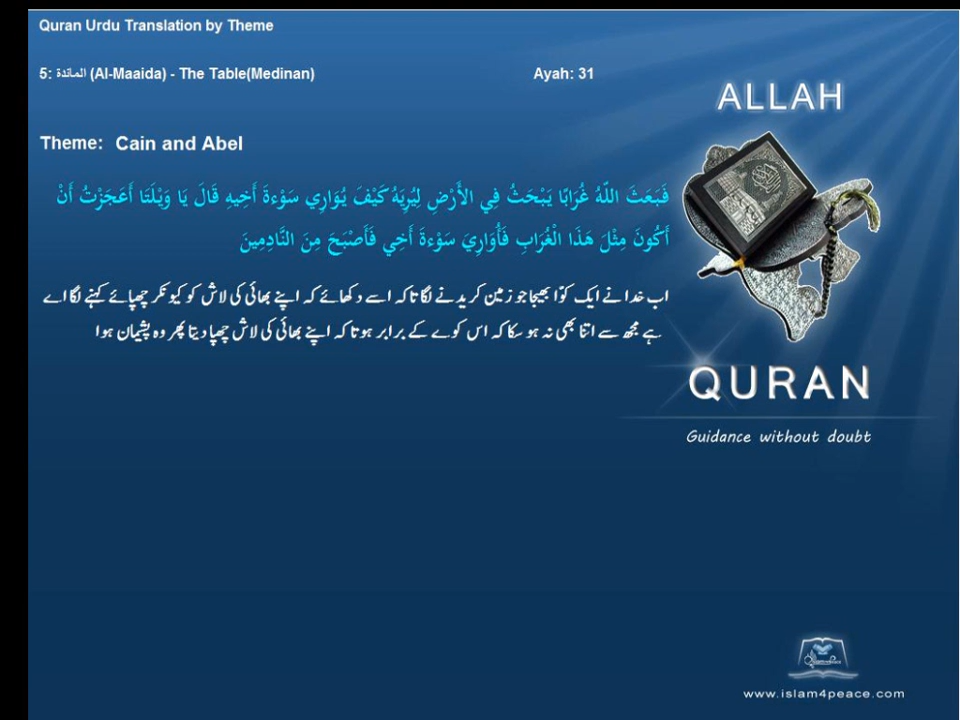 Quran Urdu Translation by Theme
5: المائدة (Al-Maaida) - The Table(Medinan) Ayah: 31
Theme: Cain and Abel
فَبَعَثَ اللّهُ غُرَابًا يَبْحَثُ فِي الأَرْضِ لِيُرِيَهُ كَيْفَ يُوَارِي سَوْءةَ أَخِيهِ قَالَ يَا وَيْلَتَا أَعَجَزْتُ أَنْ
أَكُونَ مِثْلَ هَذَا الْغُرَابِ فَأُوَارِيَ سَوْءةَ أَخِي فَأَصْبَحَ مِنَ النَّادِمِينَ
اب خدا نے ایک کوّا بھیجا جو زمین کریدنے لگا تاکہ اسے دکھائے کہ اپنے بھائی کی لاش کو کیونکر چھپائے کہنے لگا اے
ہے مجھ سے اتنا بھی نہ ہو سکا کہ اس کوے کے برابر ہوتا کہ اپنے بھائی کی لاش چھپا دیتا پھر وہ پشیمان ہوا
ALLAH
QURAN
Guidance without doubt
www.islam4peace.com